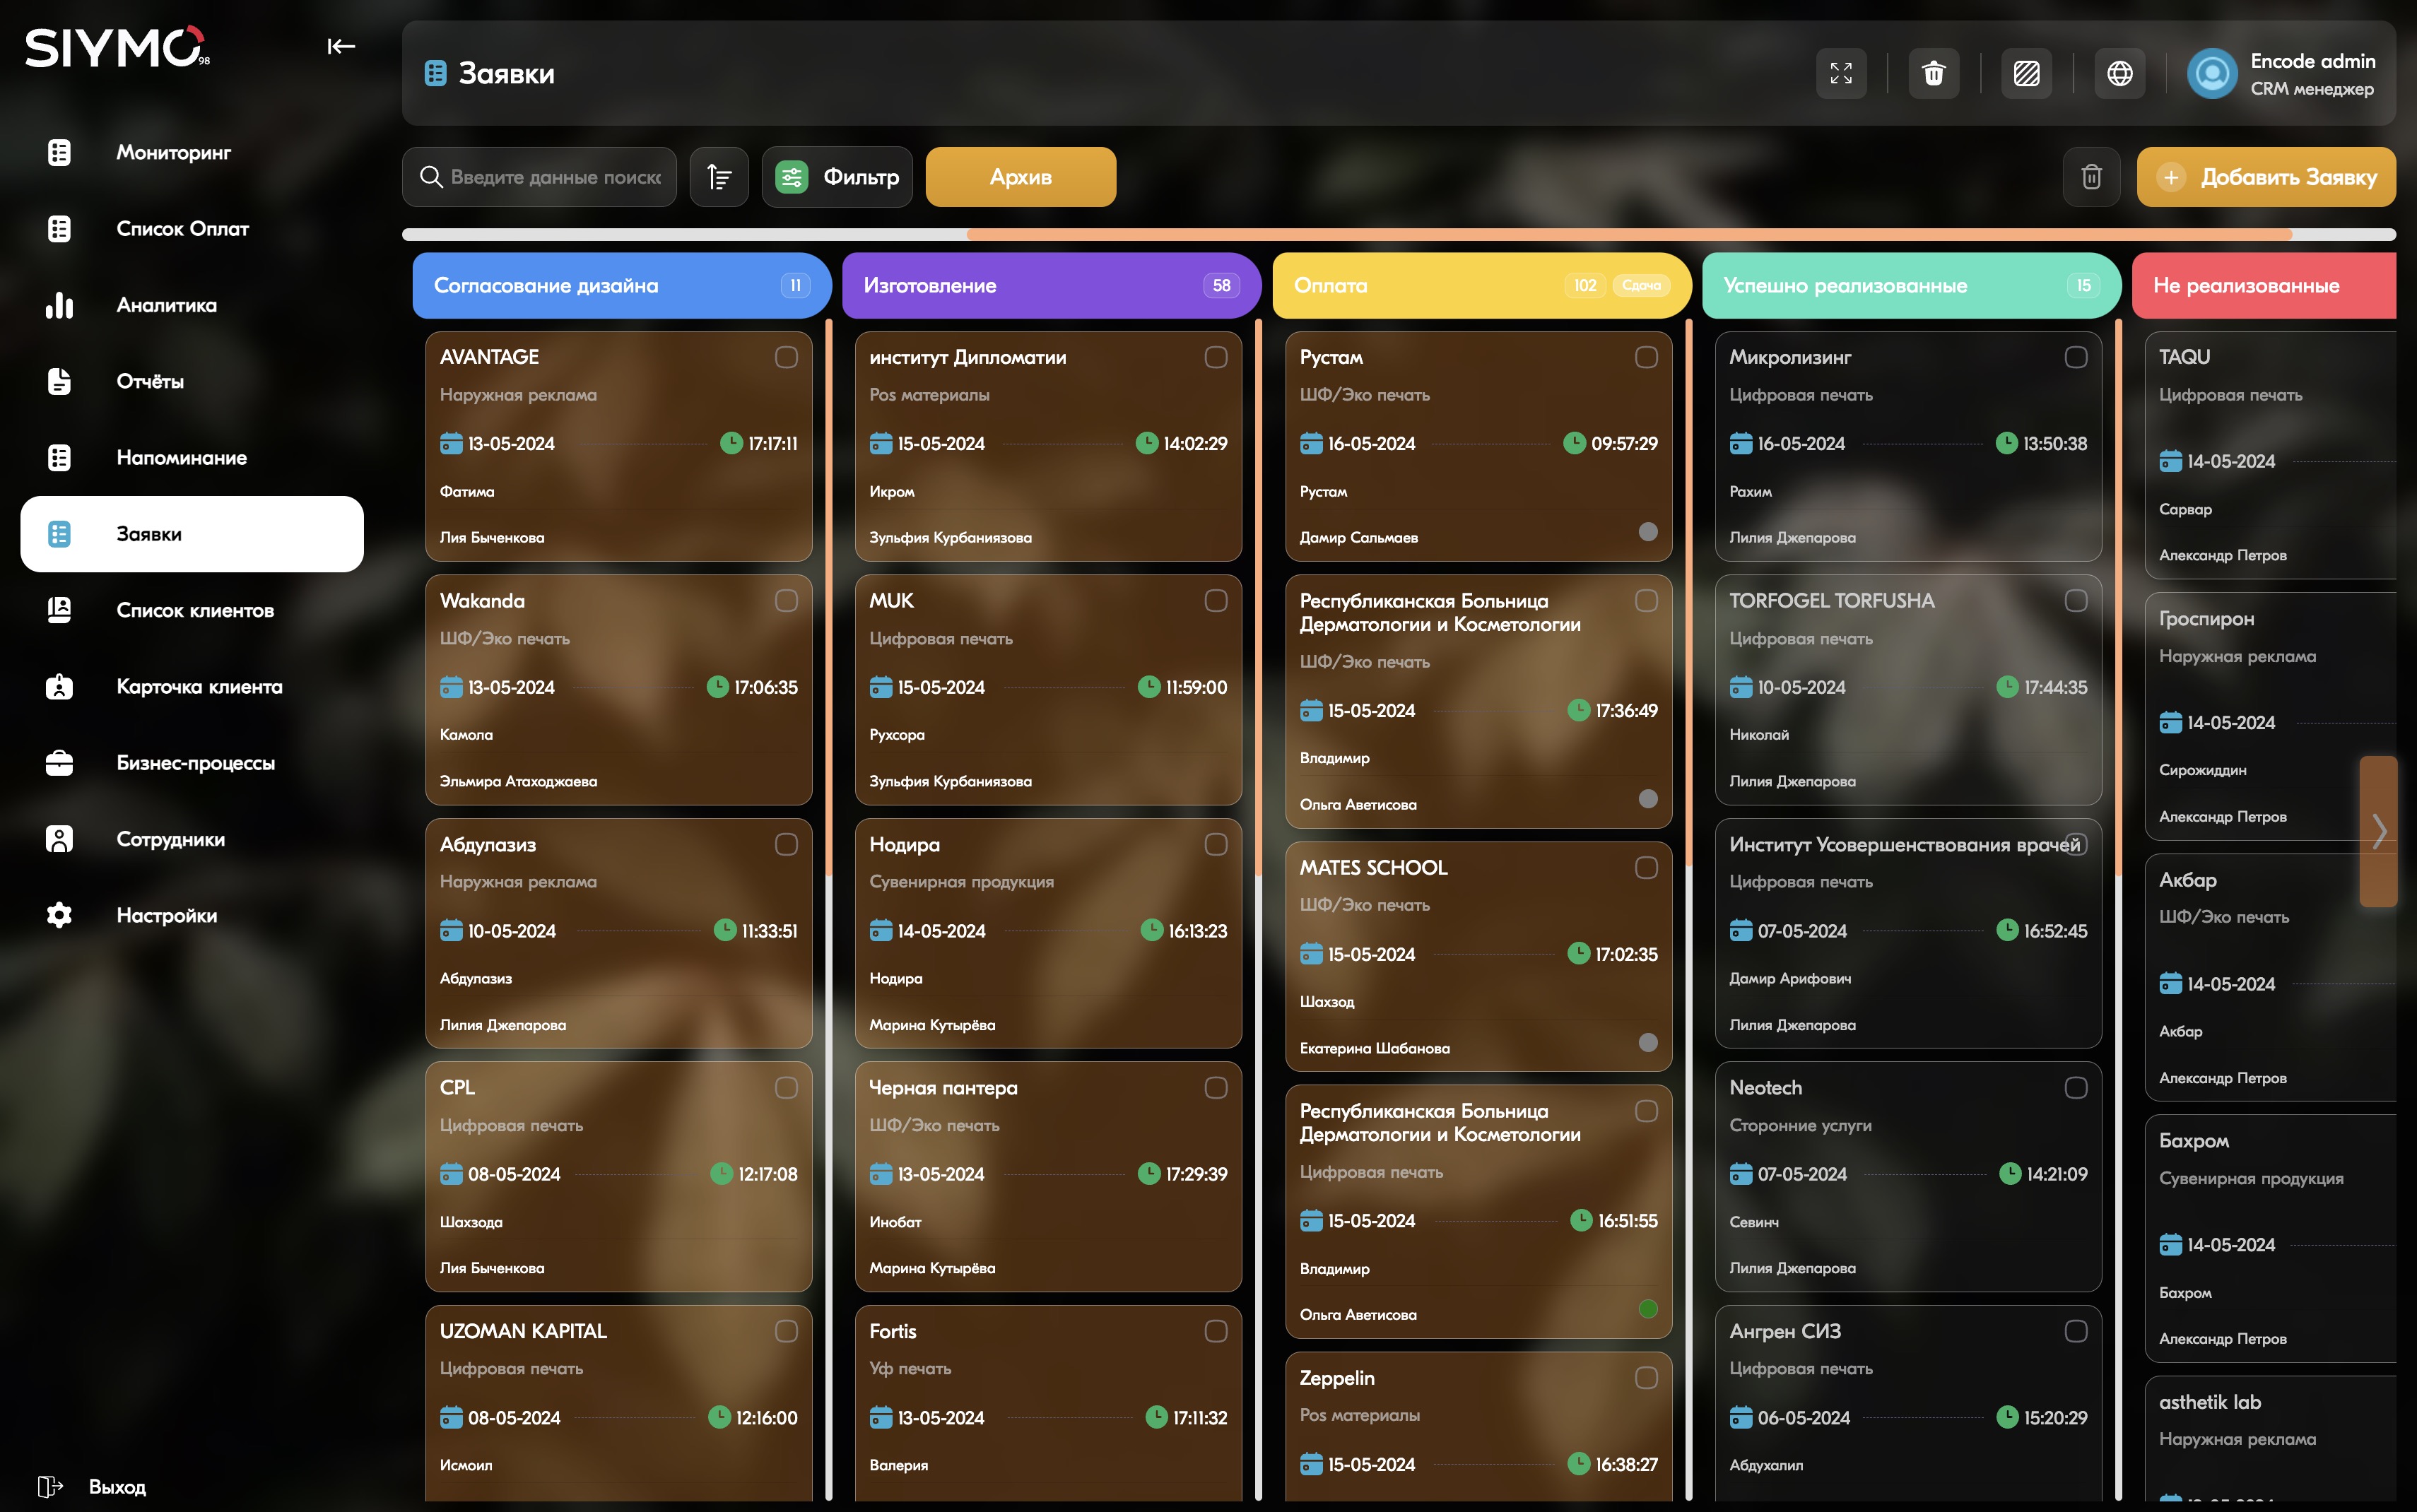 SIYMO 98
Мониторинг
Список Оплат
Аналитика
Отчёты
Напоминание
Заявки
Список клиентов
Карточка клиента
Бизнес-процессы
Сотрудники
Настройки
Выход
Заявки
Encode admin
CRM менеджер
Введите данные поиска
Фильтр
Архив
Добавить Заявку
Согласование дизайна 11
AVANTAGE
Наружная реклама
13-05-2024 17:17:11
Фатима
Лия Быченкова
Wakanda
ШФ/Эко печать
13-05-2024 17:06:35
Камола
Эльмира Атаходжаева
Абдулазиз
Наружная реклама
10-05-2024 11:33:51
Абдулазиз
Лилия Джепарова
CPL
Цифровая печать
08-05-2024 12:17:08
Шахзода
Лия Быченкова
UZOMAN KAPITAL
Цифровая печать
08-05-2024 12:16:00
Исмоил
Изготовление 58
институт Дипломатии
Pos материалы
15-05-2024 14:02:29
Икром
Зульфия Курбаниязова
MUK
Цифровая печать
15-05-2024 11:59:00
Рухсора
Зульфия Курбаниязова
Нодира
Сувенирная продукция
14-05-2024 16:13:23
Нодира
Марина Кутырёва
Черная пантера
ШФ/Эко печать
13-05-2024 17:29:39
Инобат
Марина Кутырёва
Fortis
Уф печать
13-05-2024 17:11:32
Валерия
Оплата 102 Сдача
Рустам
ШФ/Эко печать
16-05-2024 09:57:29
Рустам
Дамир Сальмаев
Республиканская Больница
Дерматологии и Косметологии
ШФ/Эко печать
15-05-2024 17:36:49
Владимир
Ольга Аветисова
MATES SCHOOL
ШФ/Эко печать
15-05-2024 17:02:35
Шахзод
Екатерина Шабанова
Республиканская Больница
Дерматологии и Косметологии
Цифровая печать
15-05-2024 16:51:55
Владимир
Ольга Аветисова
Zeppelin
Pos материалы
15-05-2024 16:38:27
Успешно реализованные 15
Микролизинг
Цифровая печать
16-05-2024 13:50:38
Рахим
Лилия Джепарова
TORFOGEL TORFUSHA
Цифровая печать
10-05-2024 17:44:35
Николай
Лилия Джепарова
Институт Усовершенствования врачей
Цифровая печать
07-05-2024 16:52:45
Дамир Арифович
Лилия Джепарова
Neotech
Сторонние услуги
07-05-2024 14:21:09
Севинч
Лилия Джепарова
Ангрен СИЗ
Цифровая печать
06-05-2024 15:20:29
Абдухалил
Не реализованные
TAQU
Цифровая печать
14-05-2024
Сарвар
Александр Петров
Гроспирон
Наружная реклама
14-05-2024
Сирожиддин
Александр Петров
Акбар
ШФ/Эко печать
14-05-2024
Акбар
Александр Петров
Бахром
Сувенирная продукция
14-05-2024
Бахром
Александр Петров
asthetik lab
Наружная реклама